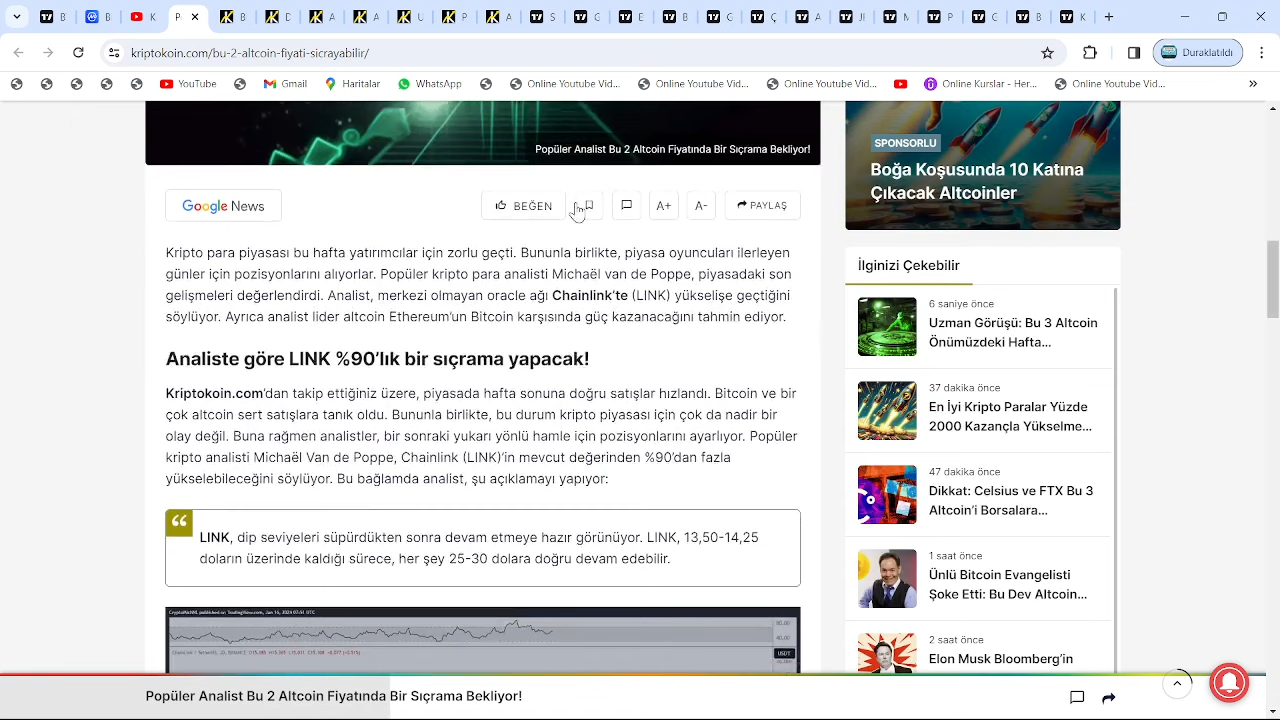 T B
B
K
B
D
A
A
U
P
A
S
G
E
B
C
Ç
A
JI
M
P
C
B
K
kriptokoin.com/bu-2-altcoin-fiyati-sicrayabilir/
Duraklatıldı
YouTube
Gmail
Haritalar
WhatsApp
Online Youtube Vid...
Online Youtube Vid...
Online Youtube Vid...
Online Kurslar - Her...
Online Youtube Vid...
Popüler Analist Bu 2 Altcoin Fiyatında Bir Sıçrama Bekliyor!
Google News
BEĞEN
A+
A-
PAYLAŞ
Kripto para piyasası bu hafta yatırımcılar için zorlu geçti. Bununla birlikte, piyasa oyuncuları ilerleyen
günler için pozisyonlarını alıyorlar. Popüler kripto para analisti Michaël van de Poppe, piyasadaki son
gelişmeleri değerlendirdi. Analist, merkezi olmayan oracle ağı Chainlink'te (LINK) yükselişe geçtiğini
söylüyor. Ayrıca analist lider altcoin Ethereum'un Bitcoin karşısında güç kazanacağını tahmin ediyor.
Analiste göre LINK %90'lık bir sıçrama yapacak!
Kriptokoin.com'dan takip ettiğiniz üzere, piyasada hafta sonuna doğru satışlar hızlandı. Bitcoin ve bir
çok altcoin sert satışlara tanık oldu. Bununla birlikte, bu durum kripto piyasası için çok da nadir bir
olay değil. Buna rağmen analistler, bir sonraki yukarı yönlü hamle için pozisyonlarını ayarlıyor. Popüler
kripto analisti Michaël Van de Poppe, Chainlink (LINK)'in mevcut değerinden %90'dan fazla
yükselebileceğini söylüyor. Bu bağlamda analist, şu açıklamayı yapıyor:
LINK, dip seviyeleri süpürdükten sonra devam etmeye hazır görünüyor. LINK, 13,50-14,25
doların üzerinde kaldığı sürece, her şey 25-30 dolara doğru devam edebilir.
50.00
40.00
USDT
SPONSORLU
Boğa Koşusunda 10 Katına
Çıkacak Altcoinler
İlginizi Çekebilir
6 saniye önce
Uzman Görüşü: Bu 3 Altcoin
Önümüzdeki Hafta...
37 dakika önce
En İyi Kripto Paralar Yüzde
2000 Kazançla Yükselme...
47 dakika önce
Dikkat: Celsius ve FTX Bu 3
Altcoin'i Borsalara...
1 saat önce
Ünlü Bitcoin Evangelisti
Şoke Etti: Bu Dev Altcoin...
2 saat önce
Elon Musk Bloomberg'in
Popüler Analist Bu 2 Altcoin Fiyatında Bir Sıçrama Bekliyor!